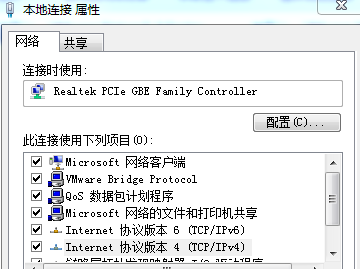 本地连接 属性
网络
共享
连接时使用:
Realtek PCIe GBE Family Controller
配置(C)...
此连接使用下列项目(O):
Microsoft 网络客户端
VMware Bridge Protocol
QoS 数据包计划程序
Microsoft 网络的文件和打印机共享
Internet 协议版本 6 (TCP/IPv6)
Internet 协议版本 4 (TCP/IPv4)